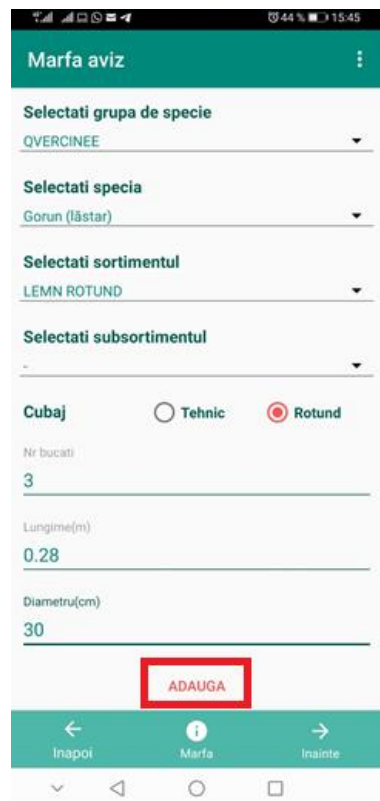 44 % 15:45
Marfa aviz
Selectati grupa de specie
QVERCINEE
Selectati specia
Gorun (lăstar)
Selectati sortimentul
LEMN ROTUND
Selectati subsortimentul
-
Cubaj Tehnic Rotund
Nr bucati
3
Lungime(m)
0.28
Diametru(cm)
30
ADAUGA
Inapoi Marfa Inainte